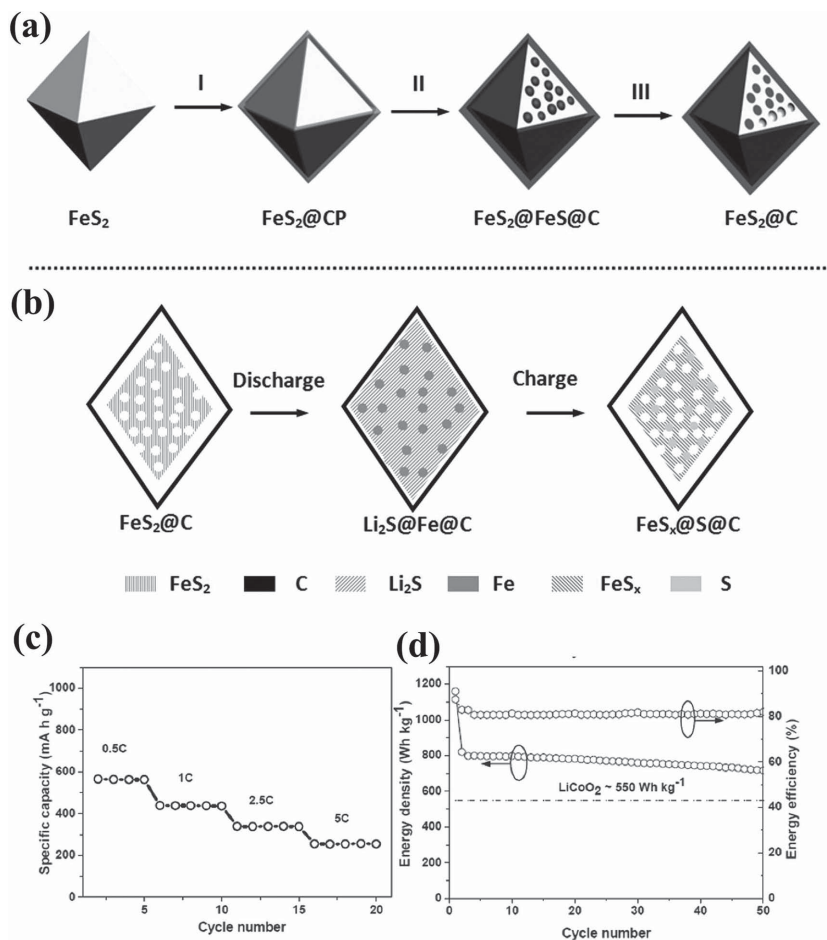 (a)
I
II
III
FeS₂
FeS₂@CP
FeS₂@FeS@C
FeS₂@C
(b)
Discharge
Charge
FeS₂@C
Li₂S@Fe@C
FeSₓ@S@C
FeS₂
C
Li₂S
Fe
FeSₓ
S
(c)
Specific capacity (mA h g⁻¹)
1000
800
600
400
200
0
0.5C
1C
2.5C
5C
5
10
15
20
Cycle number
(d)
Energy density (Wh kg⁻¹)
1200
1000
800
600
400
200
0
LiCoO₂ ~ 550 Wh kg⁻¹
0
10
20
30
40
50
Cycle number
100
80
60
40
20
0
Energy efficiency (%)